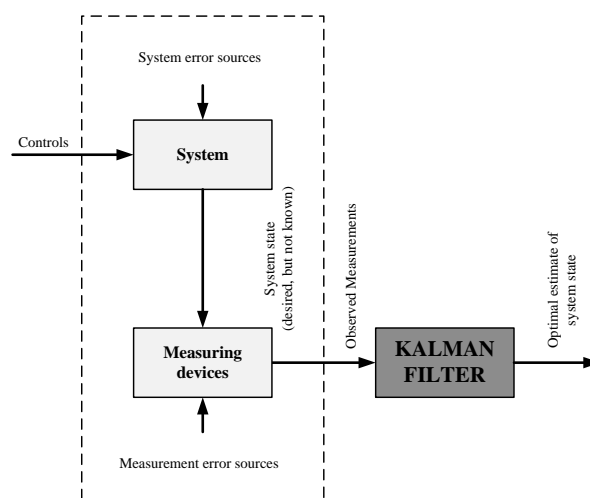 System error sources
Controls
System
System state
(desired, but not known)
Observed Measurements
Optimal estimate of
system state
Measuring
devices
KALMAN
FILTER
Measurement error sources